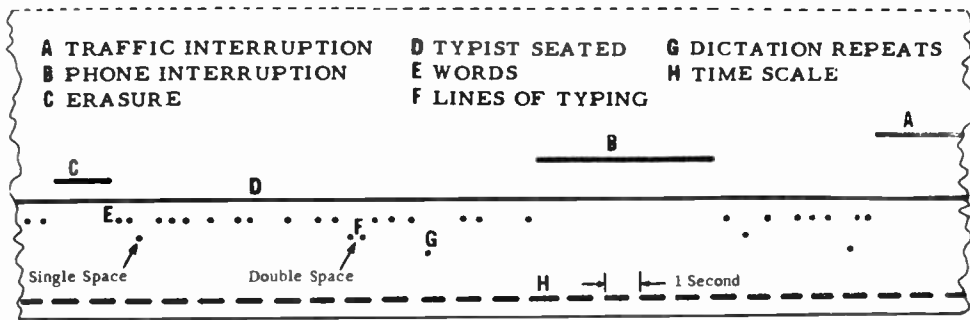 A TRAFFIC INTERRUPTION
B PHONE INTERRUPTION
C ERASURE
D TYPIST SEATED
E WORDS
F LINES OF TYPING
G DICTATION REPEATS
H TIME SCALE
A
B
C
D
E
F
G
Single Space
Double Space
H
1 Second